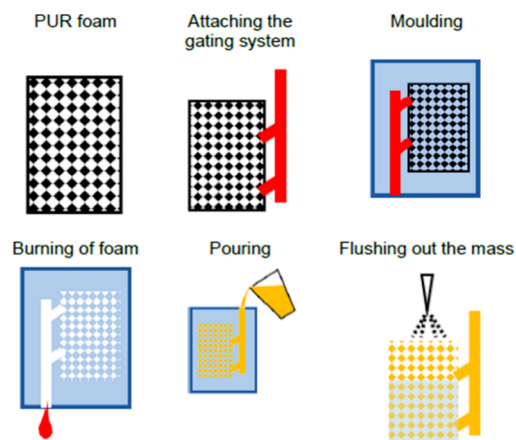 PUR foam
Attaching the
gating system
Moulding
Burning of foam
Pouring
Flushing out the mass